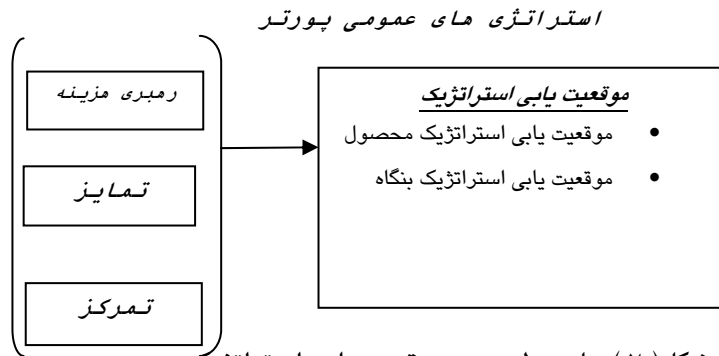 استراتژی های عمومی پورتر
رهبری هزینه
تمایز
تمرکز
موقعیت یابی استراتژیک
• موقعیت یابی استراتژیک محصول
• موقعیت یابی استراتژیک بنگاه